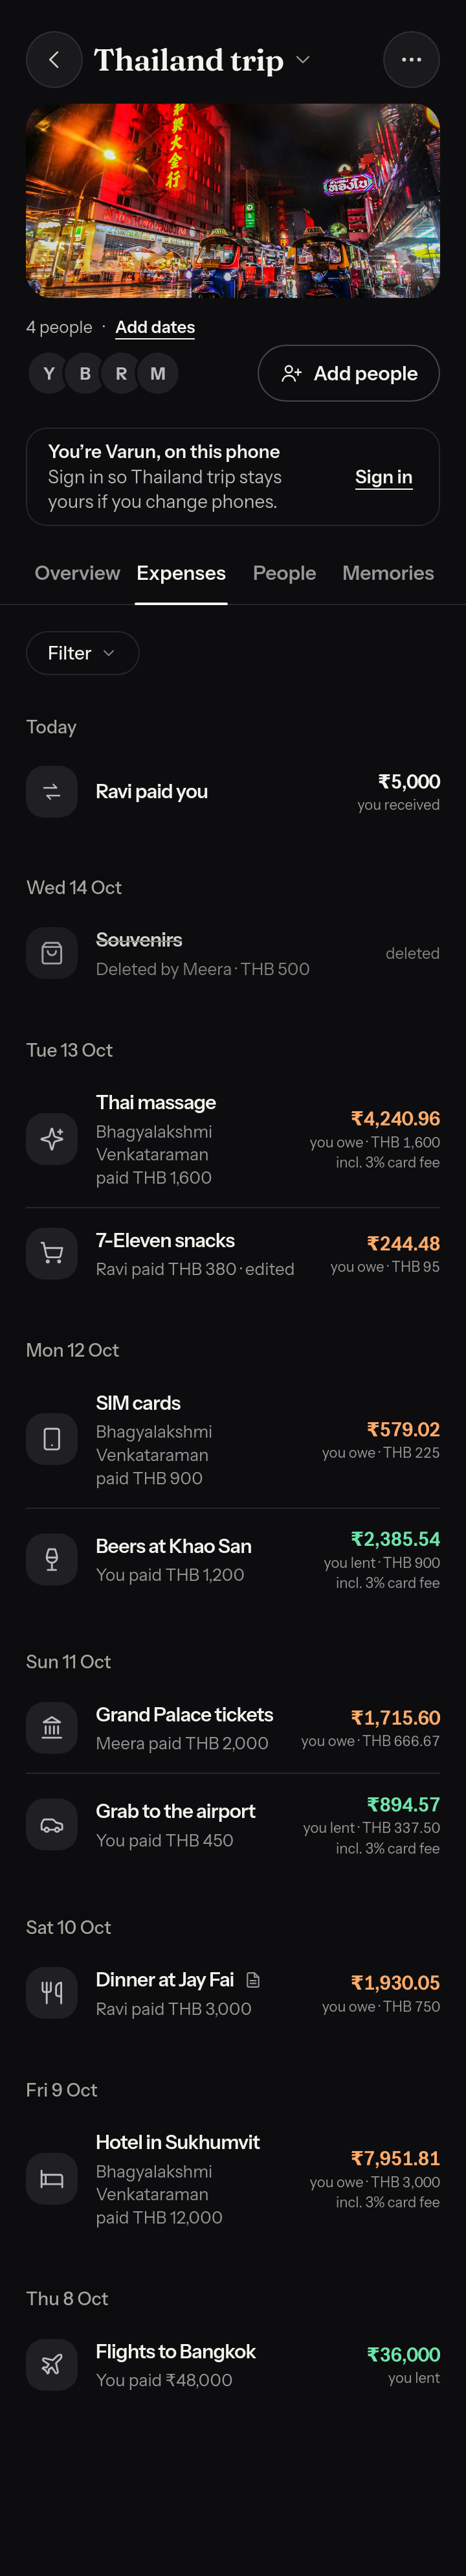 Thailand trip
和興大金行
ทีอึ้งไบ๊
4 people · Add dates
Y B R M
Add people
You’re Varun, on this phone
Sign in so Thailand trip stays
yours if you change phones.
Sign in
Overview Expenses People Memories
Filter
Today
Ravi paid you
₹5,000
you received
Wed 14 Oct
Souvenirs
Deleted by Meera · THB 500
deleted
Tue 13 Oct
Thai massage
Bhagyalakshmi
Venkataraman
paid THB 1,600
₹4,240.96
you owe · THB 1,600
incl. 3% card fee
7-Eleven snacks
Ravi paid THB 380 · edited
₹244.48
you owe · THB 95
Mon 12 Oct
SIM cards
Bhagyalakshmi
Venkataraman
paid THB 900
₹579.02
you owe · THB 225
Beers at Khao San
You paid THB 1,200
₹2,385.54
you lent · THB 900
incl. 3% card fee
Sun 11 Oct
Grand Palace tickets
Meera paid THB 2,000
₹1,715.60
you owe · THB 666.67
Grab to the airport
You paid THB 450
₹894.57
you lent · THB 337.50
incl. 3% card fee
Sat 10 Oct
Dinner at Jay Fai
Ravi paid THB 3,000
₹1,930.05
you owe · THB 750
Fri 9 Oct
Hotel in Sukhumvit
Bhagyalakshmi
Venkataraman
paid THB 12,000
₹7,951.81
you owe · THB 3,000
incl. 3% card fee
Thu 8 Oct
Flights to Bangkok
You paid ₹48,000
₹36,000
you lent